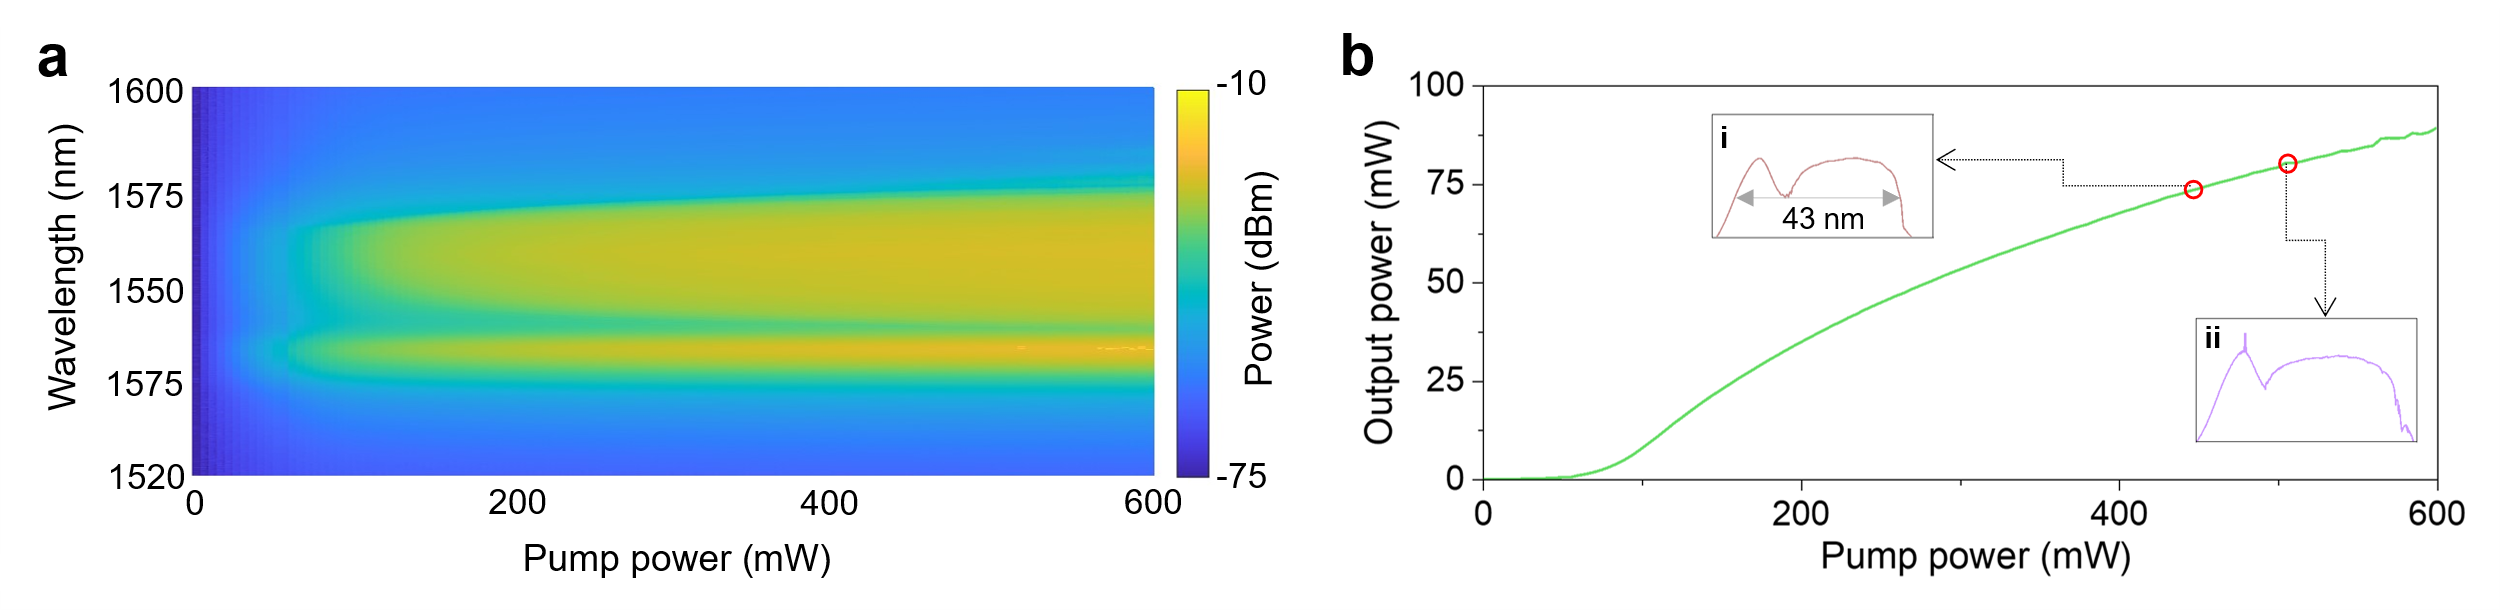 a
1600
1575
1550
1575
1520
Wavelength (nm)
0
200
400
600
Pump power (mW)
-10
-75
Power (dBm)
b
100
75
50
25
0
Output power (mW)
i
43 nm
ii
0
200
400
600
Pump power (mW)